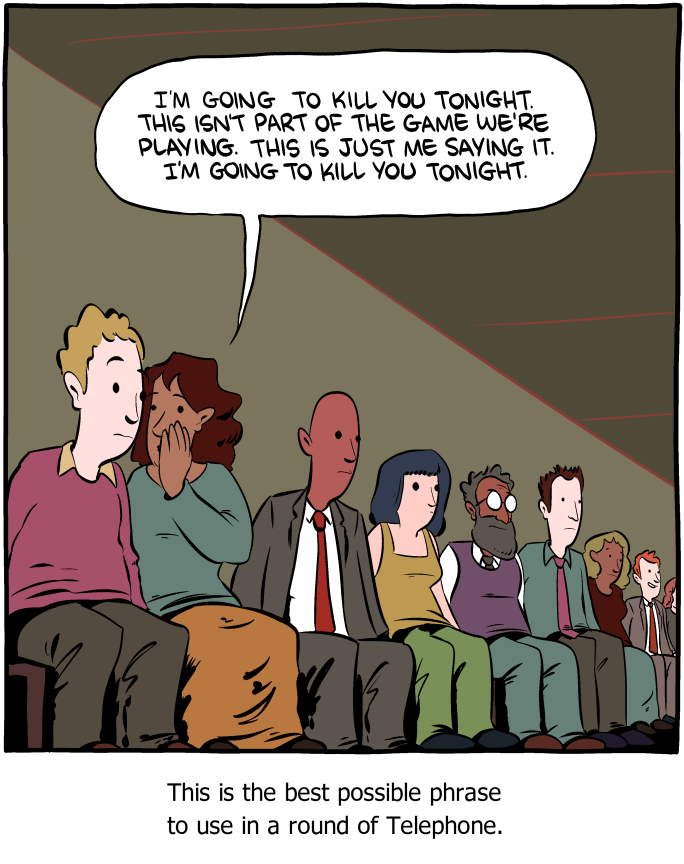 I'M GOING TO KILL YOU TONIGHT.
THIS ISN'T PART OF THE GAME WE'RE
PLAYING. THIS IS JUST ME SAYING IT.
I'M GOING TO KILL YOU TONIGHT.
This is the best possible phrase
to use in a round of Telephone.